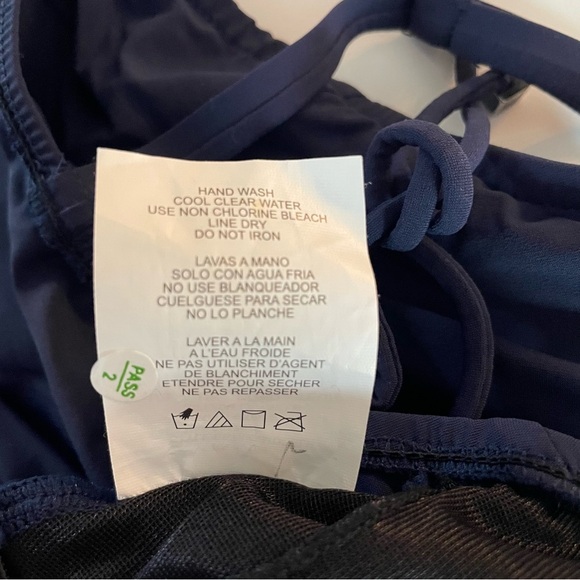 HAND WASH
COOL CLEAR WATER
USE NON CHLORINE BLEACH
LINE DRY
DO NOT IRON
LAVAS A MANO
SOLO CON AGUA FRIA
NO USE BLANQUEADOR
CUELGUESE PARA SECAR
NO LO PLANCHE
LAVER A LA MAIN
A L'EAU FROIDE
NE PAS UTILISER D'AGENT
DE BLANCHIMENT
ETENDRE POUR SECHER
NE PAS REPASSER
PASS
2